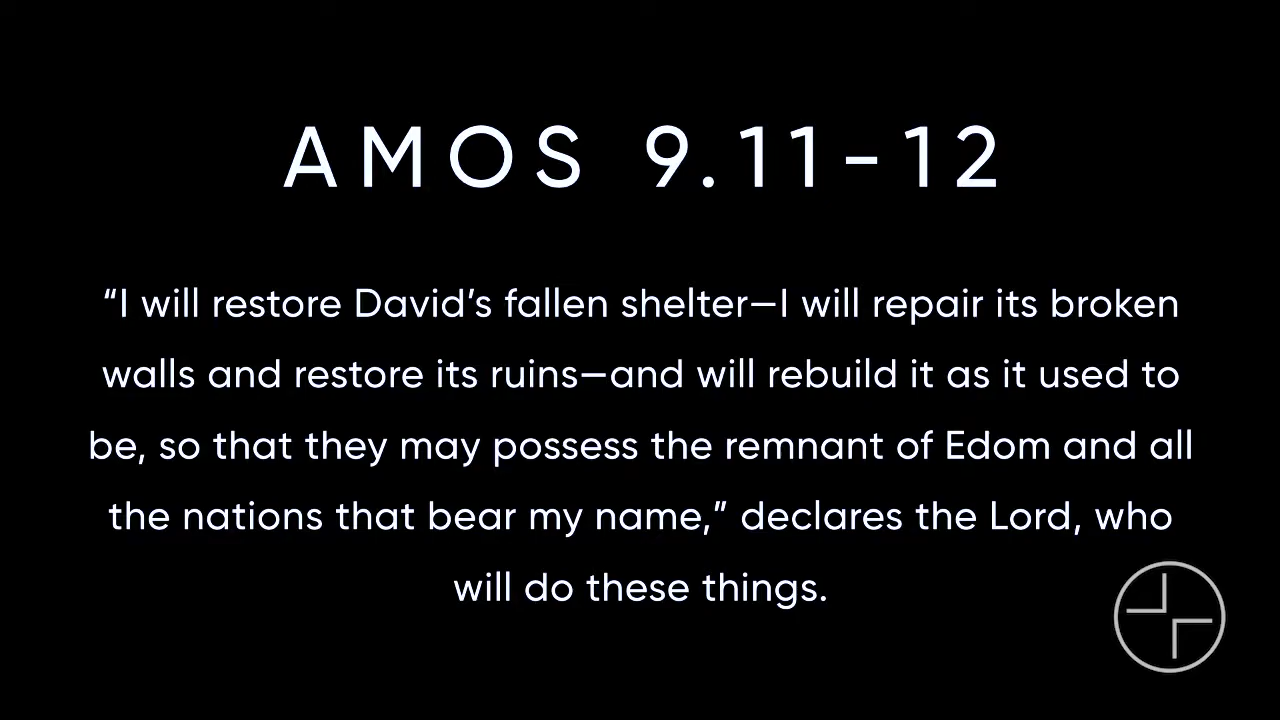 AMOS 9.11-12
“I will restore David’s fallen shelter—I will repair its broken
walls and restore its ruins—and will rebuild it as it used to
be, so that they may possess the remnant of Edom and all
the nations that bear my name,” declares the Lord, who
will do these things.